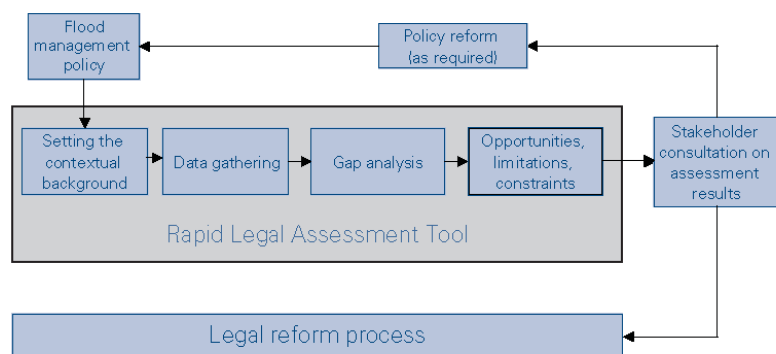 Flood
management
policy
Policy reform
(as required)
Setting the
contextual
background
Data gathering
Gap analysis
Opportunities,
limitations,
constraints
Stakeholder
consultation on
assessment
results
Rapid Legal Assessment Tool
Legal reform process